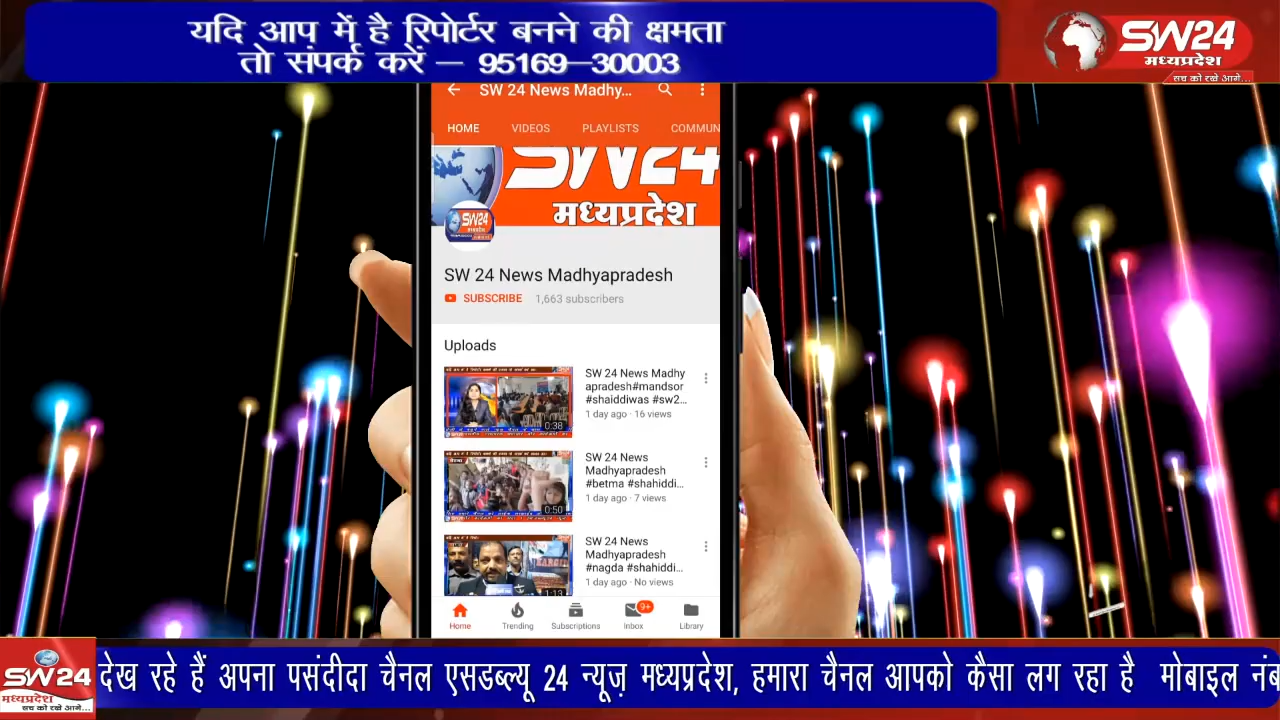 यदि आप में है रिपोर्टर बनने की क्षमता
तो संपर्क करें – 95169–30003
SW24
मध्यप्रदेश
सच को रखे आगे...
SW 24 News Madhy...
HOME VIDEOS PLAYLISTS COMMUN
SW24
मध्यप्रदेश
SW24
SW 24 News Madhyapradesh
SUBSCRIBE 1,663 subscribers
Uploads
SW 24 News Madhy
apradesh#mandsor
#shaiddiwas #sw2...
1 day ago · 16 views
0:38
SW 24 News
Madhyapradesh
#betma #shahiddi...
1 day ago · 7 views
0:50
SW 24 News
Madhyapradesh
#nagda #shahiddi...
1 day ago · No views
1:13
9+
Home Trending Subscriptions Inbox Library
SW24
मध्यप्रदेश
सच को रखे आगे...
देख रहे हैं अपना पसंदीदा चैनल एसडब्ल्यू 24 न्यूज़ मध्यप्रदेश, हमारा चैनल आपको कैसा लग रहा है मोबाइल नंब